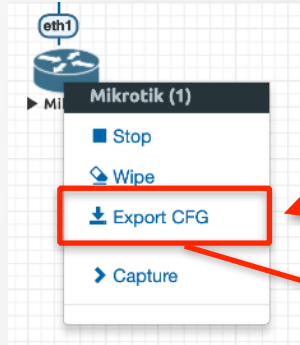 eth1
Mi
Mikrotik (1)
Stop
Wipe
Export CFG
Capture